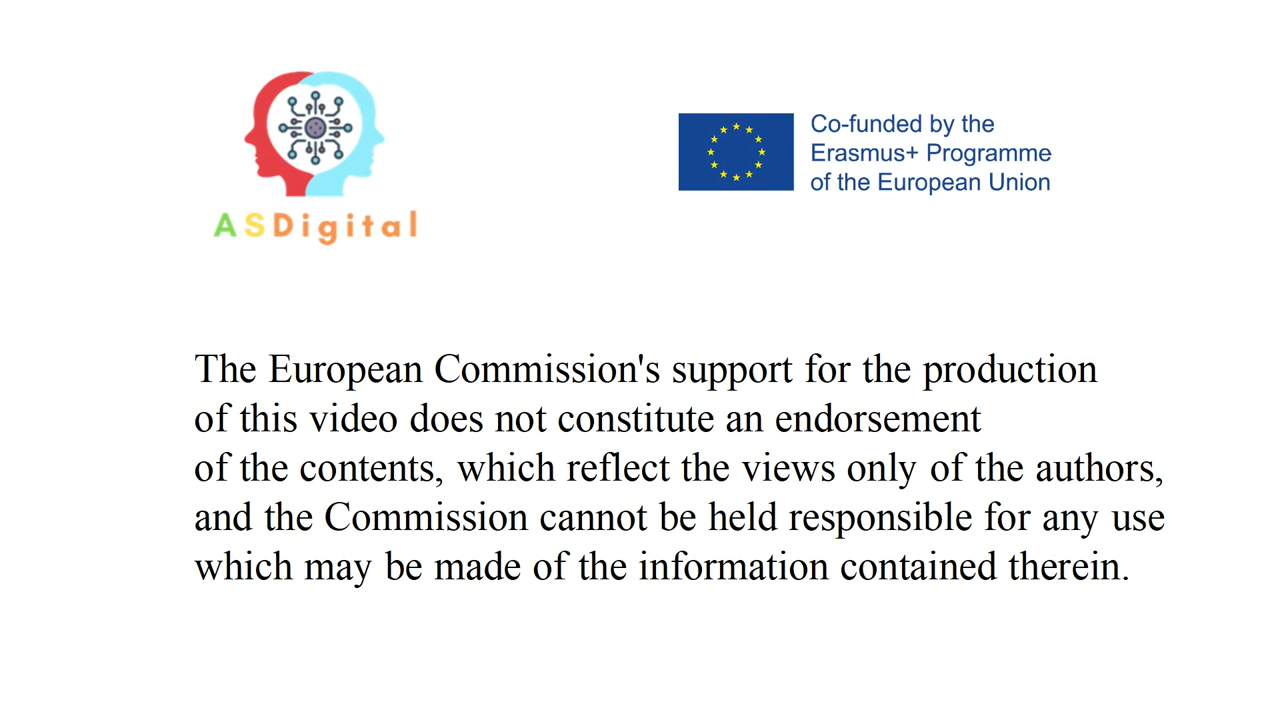 ASDigital
Co-funded by the
Erasmus+ Programme
of the European Union
The European Commission's support for the production
of this video does not constitute an endorsement
of the contents, which reflect the views only of the authors,
and the Commission cannot be held responsible for any use
which may be made of the information contained therein.